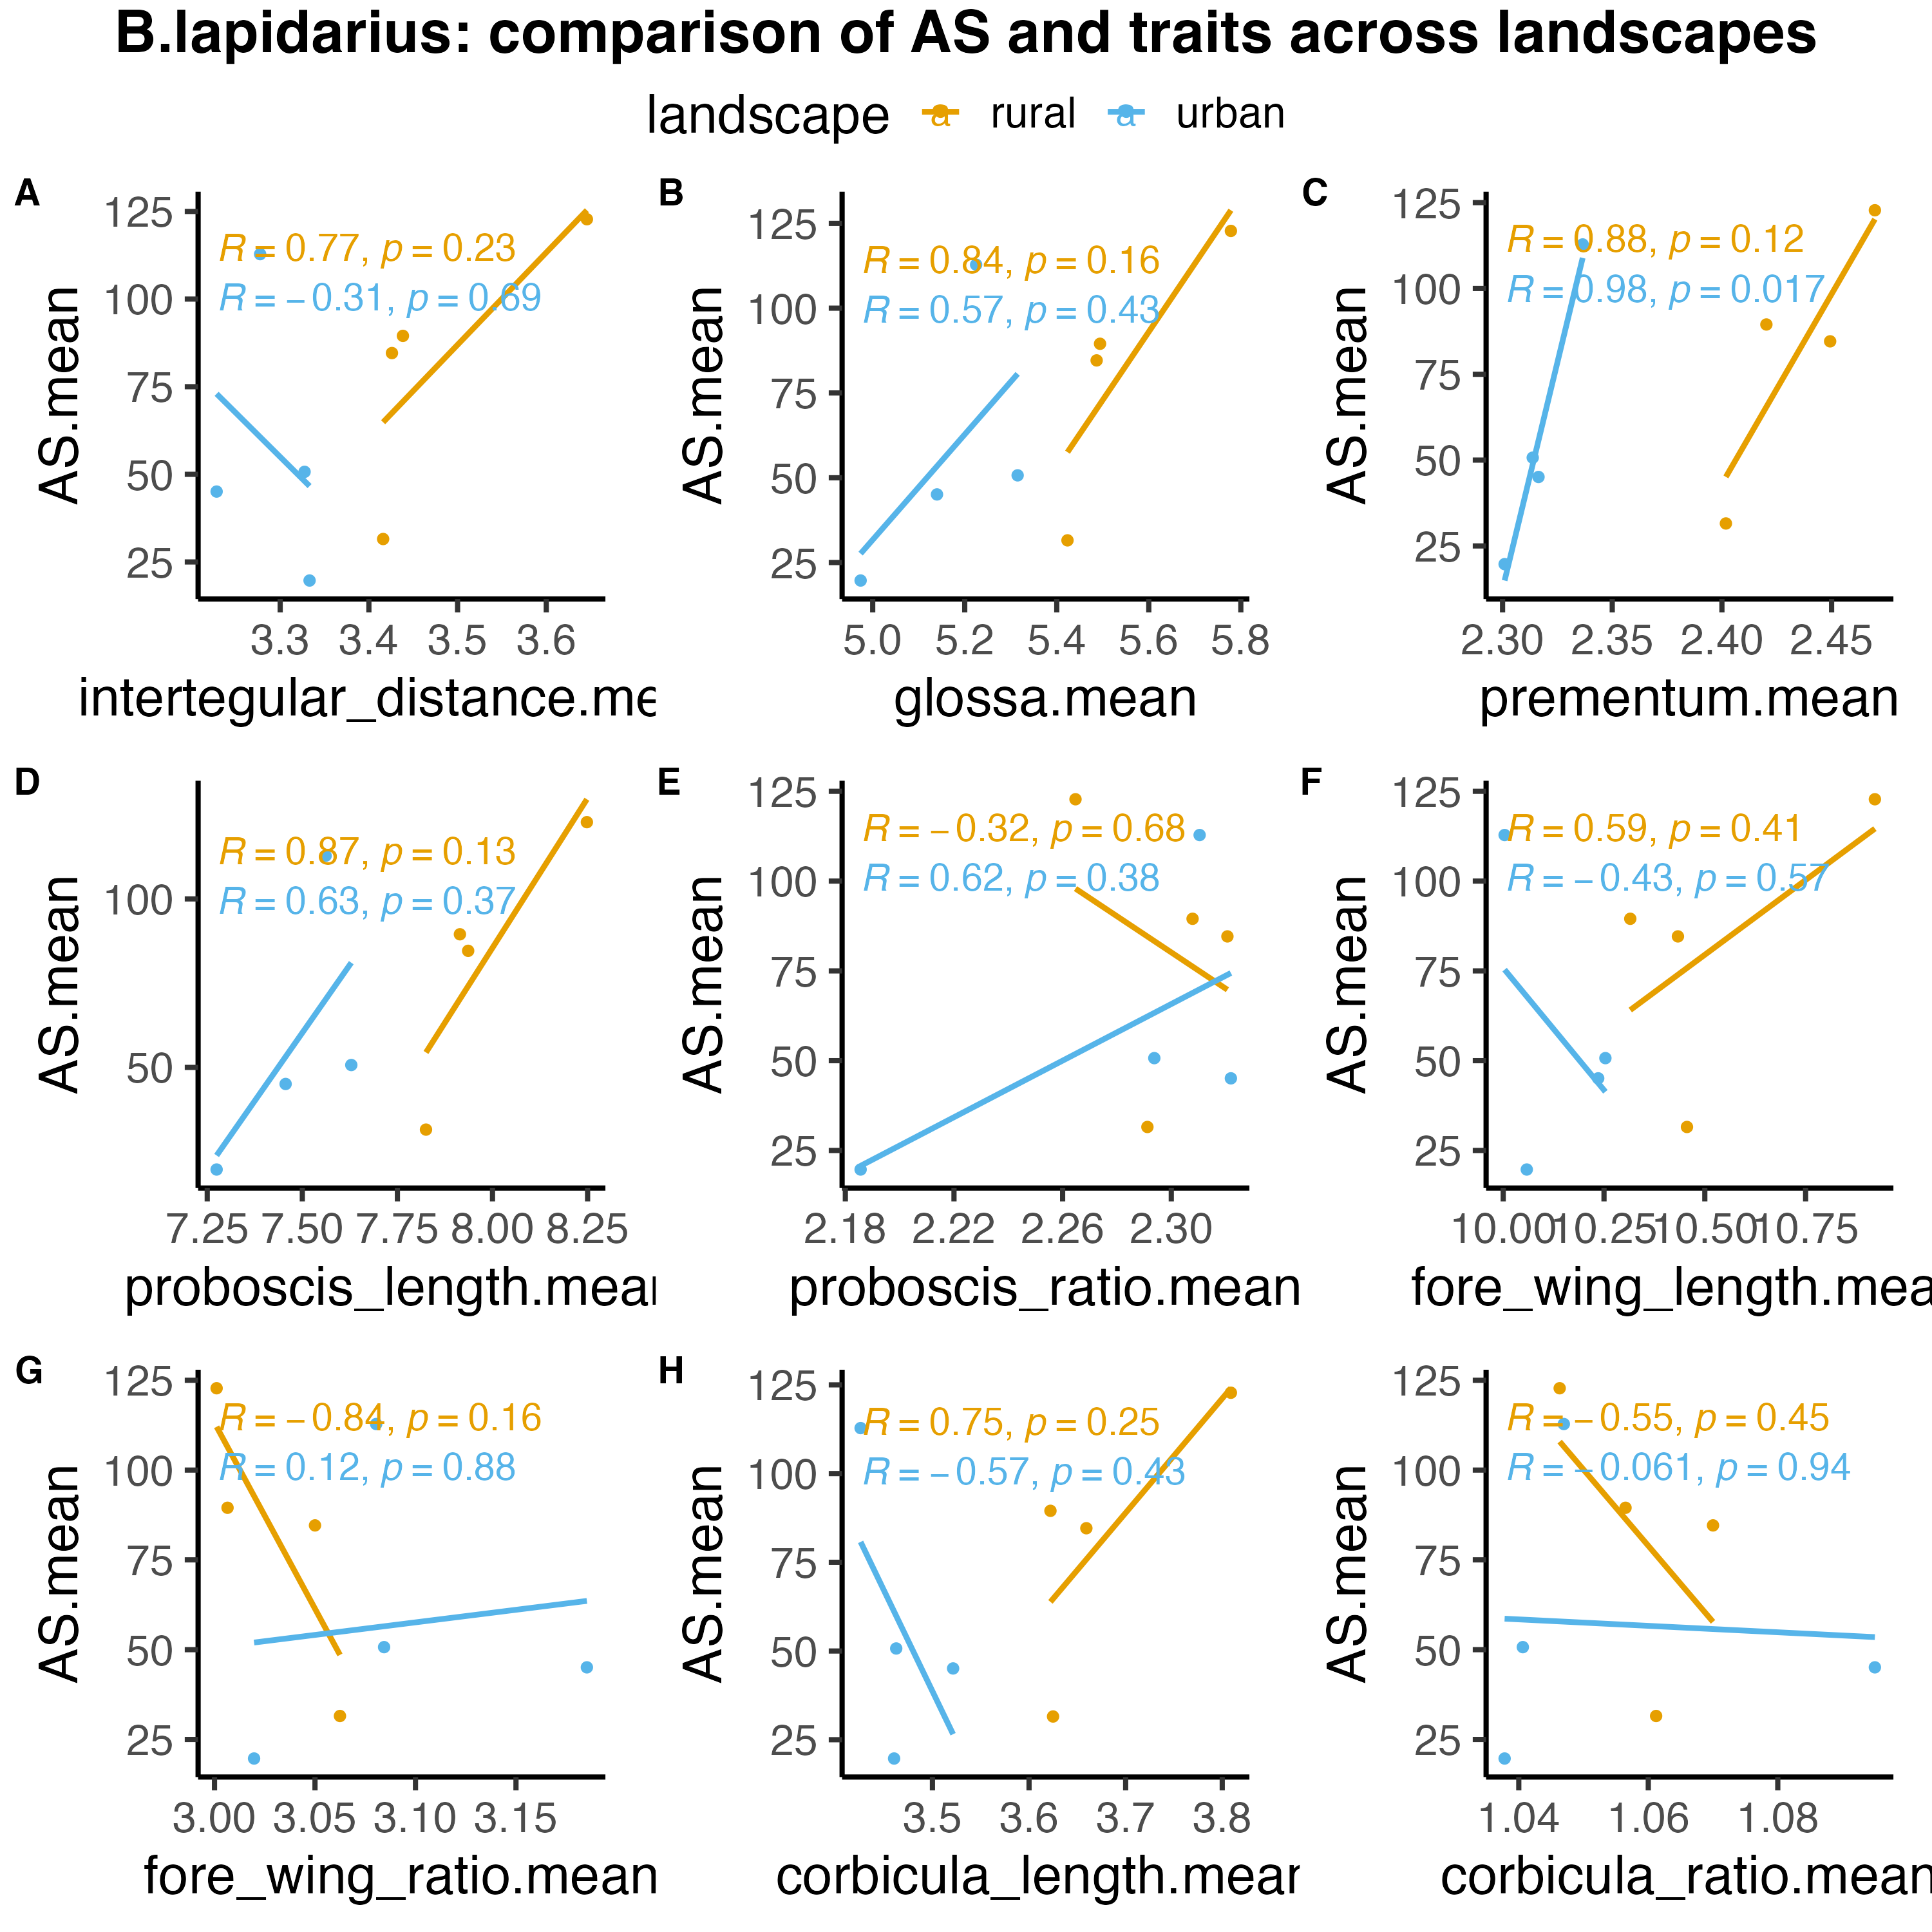 B.lapidarius: comparison of AS and traits across landscapes
landscape a rural a urban
A
125
100
75
50
25
AS.mean
R = 0.77, p = 0.23
R = −0.31, p = 0.69
3.3 3.4 3.5 3.6
intertegular_distance.me
B
125
100
75
50
25
AS.mean
R = 0.84, p = 0.16
R = 0.57, p = 0.43
5.0 5.2 5.4 5.6 5.8
glossa.mean
C
125
100
75
50
25
AS.mean
R = 0.88, p = 0.12
R = 0.98, p = 0.017
2.30 2.35 2.40 2.45
prementum.mean
D
100
50
AS.mean
R = 0.87, p = 0.13
R = 0.63, p = 0.37
7.25 7.50 7.75 8.00 8.25
proboscis_length.mean
E
125
100
75
50
25
AS.mean
R = −0.32, p = 0.68
R = 0.62, p = 0.38
2.18 2.22 2.26 2.30
proboscis_ratio.mean
F
125
100
75
50
25
AS.mean
R = 0.59, p = 0.41
R = −0.43, p = 0.57
10.00 10.25 10.50 10.75
fore_wing_length.mea
G
125
100
75
50
25
AS.mean
R = −0.84, p = 0.16
R = 0.12, p = 0.88
3.00 3.05 3.10 3.15
fore_wing_ratio.mean
H
125
100
75
50
25
AS.mean
R = 0.75, p = 0.25
R = −0.57, p = 0.43
3.5 3.6 3.7 3.8
corbicula_length.mean
125
100
75
50
25
AS.mean
R = −0.55, p = 0.45
R = −0.061, p = 0.94
1.04 1.06 1.08
corbicula_ratio.mean